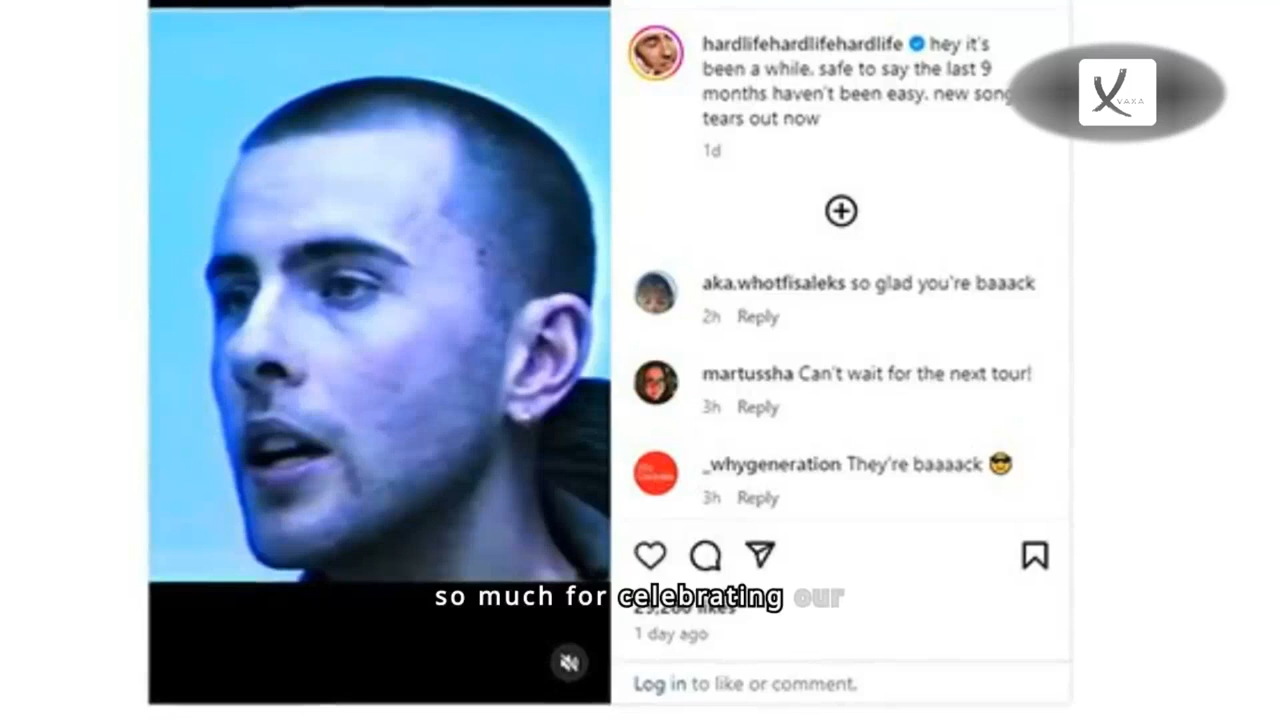 hardlifehardlifehardlife hey it's
been a while. safe to say the last 9
months haven't been easy. new song
tears out now
1d
VAXA
aka.whotfisaleks so glad you're baaack
2h Reply
martussha Can't wait for the next tour!
3h Reply
_whygeneration They're baaaack 😎
3h Reply
so much for celebrating our
likes
1 day ago
Log in to like or comment.